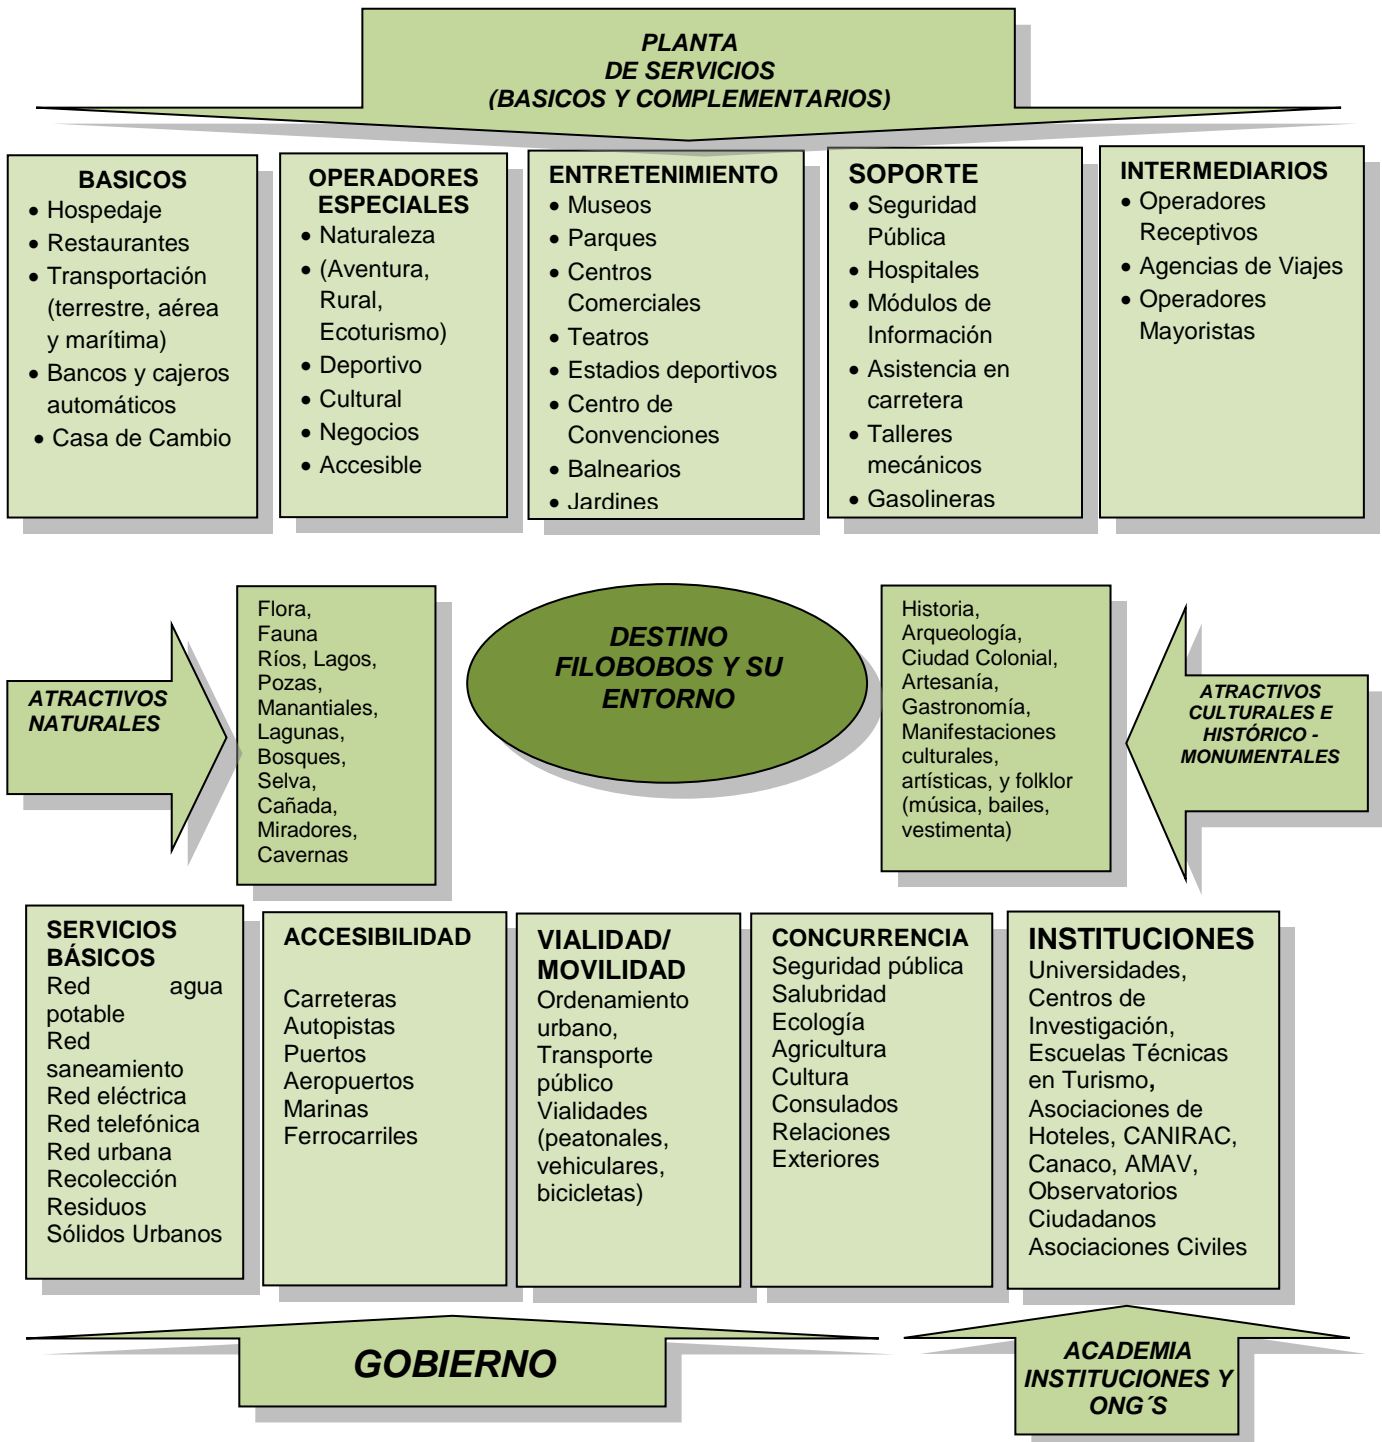 PLANTA
DE SERVICIOS
(BASICOS Y COMPLEMENTARIOS)
BASICOS
• Hospedaje
• Restaurantes
• Transportación
(terrestre, aérea
y marítima)
• Bancos y cajeros
automáticos
• Casa de Cambio
OPERADORES
ESPECIALES
• Naturaleza
• (Aventura,
Rural,
Ecoturismo)
• Deportivo
• Cultural
• Negocios
• Accesible
ENTRETENIMIENTO
• Museos
• Parques
• Centros
Comerciales
• Teatros
• Estadios deportivos
• Centro de
Convenciones
• Balnearios
• Jardines
SOPORTE
• Seguridad
Pública
• Hospitales
• Módulos de
Información
• Asistencia en
carretera
• Talleres
mecánicos
• Gasolineras
INTERMEDIARIOS
• Operadores
Receptivos
• Agencias de Viajes
• Operadores
Mayoristas
ATRACTIVOS
NATURALES
Flora,
Fauna
Ríos, Lagos,
Pozas,
Manantiales,
Lagunas,
Bosques,
Selva,
Cañada,
Miradores,
Cavernas
DESTINO
FILOBOBOS Y SU
ENTORNO
Historia,
Arqueología,
Ciudad Colonial,
Artesanía,
Gastronomía,
Manifestaciones
culturales,
artísticas, y folklor
(música, bailes,
vestimenta)
ATRACTIVOS
CULTURALES E
HISTÓRICO -
MONUMENTALES
SERVICIOS
BÁSICOS
Red agua
potable
Red
saneamiento
Red eléctrica
Red telefónica
Red urbana
Recolección
Residuos
Sólidos Urbanos
ACCESIBILIDAD
Carreteras
Autopistas
Puertos
Aeropuertos
Marinas
Ferrocarriles
VIALIDAD/
MOVILIDAD
Ordenamiento
urbano,
Transporte
público
Vialidades
(peatonales,
vehiculares,
bicicletas)
CONCURRENCIA
Seguridad pública
Salubridad
Ecología
Agricultura
Cultura
Consulados
Relaciones
Exteriores
INSTITUCIONES
Universidades,
Centros de
Investigación,
Escuelas Técnicas
en Turismo,
Asociaciones de
Hoteles, CANIRAC,
Canaco, AMAV,
Observatorios
Ciudadanos
Asociaciones Civiles
GOBIERNO
ACADEMIA
INSTITUCIONES Y
ONG´S